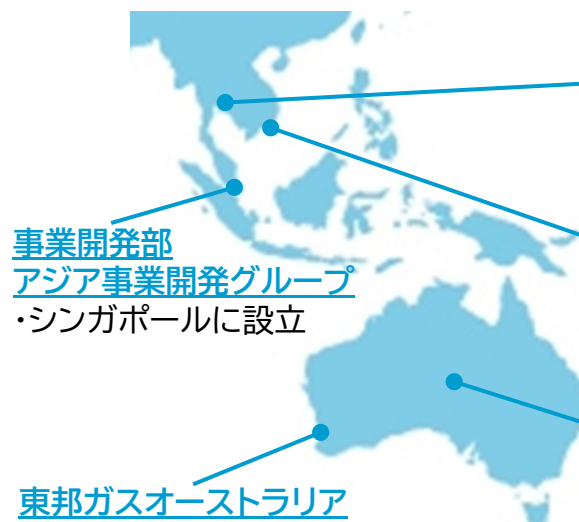 事業開発部
アジア事業開発グループ
・シンガポールに設立
東邦ガスオーストラリア